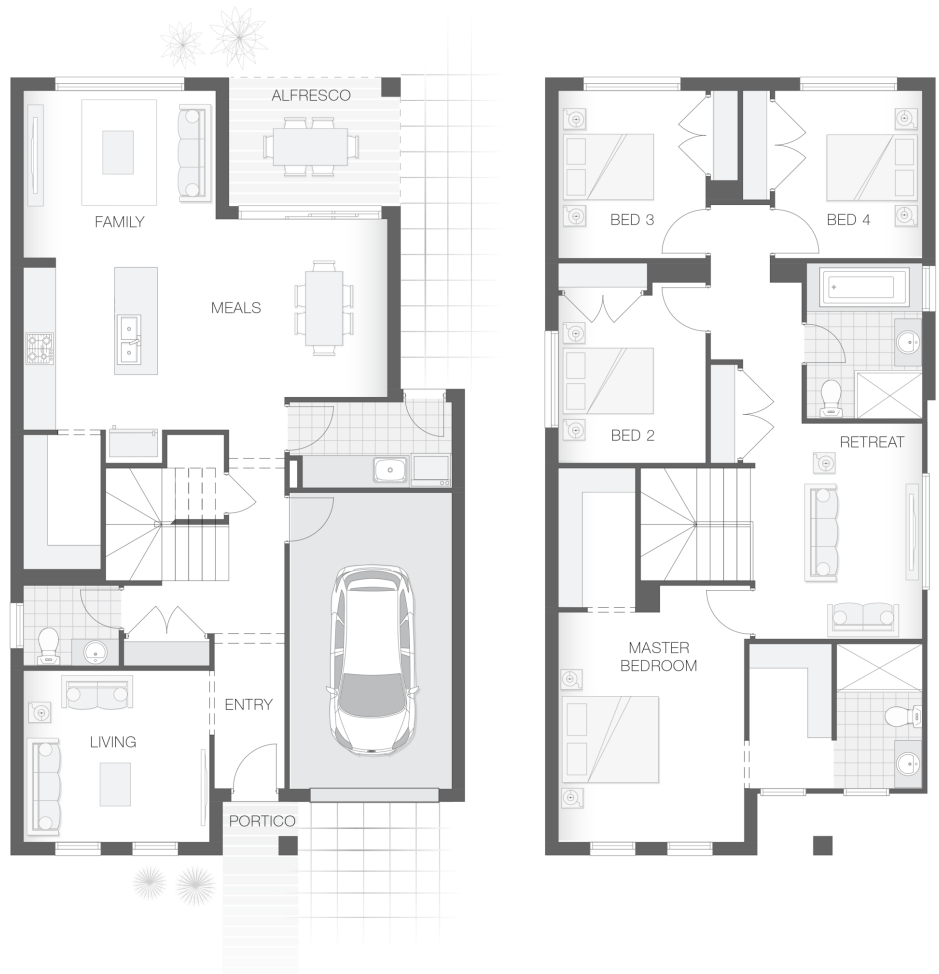 ALFRESCO
FAMILY
MEALS
ENTRY
LIVING
PORTICO
BED 3
BED 4
BED 2
RETREAT
MASTER
BEDROOM